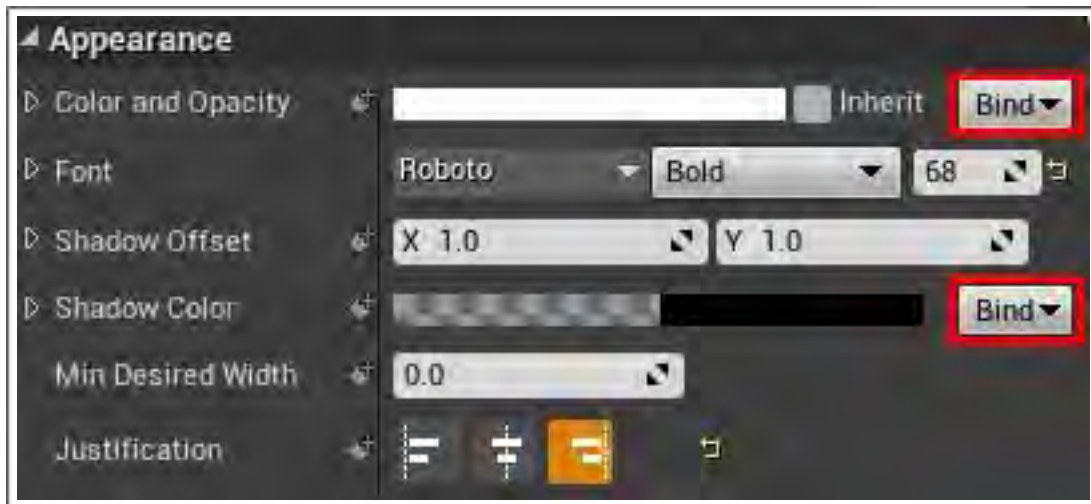 Appearance
Color and Opacity Inherit Bind
Font Roboto Bold 68
Shadow Offset X 1.0 Y 1.0
Shadow Color Bind
Min Desired Width 0.0
Justification